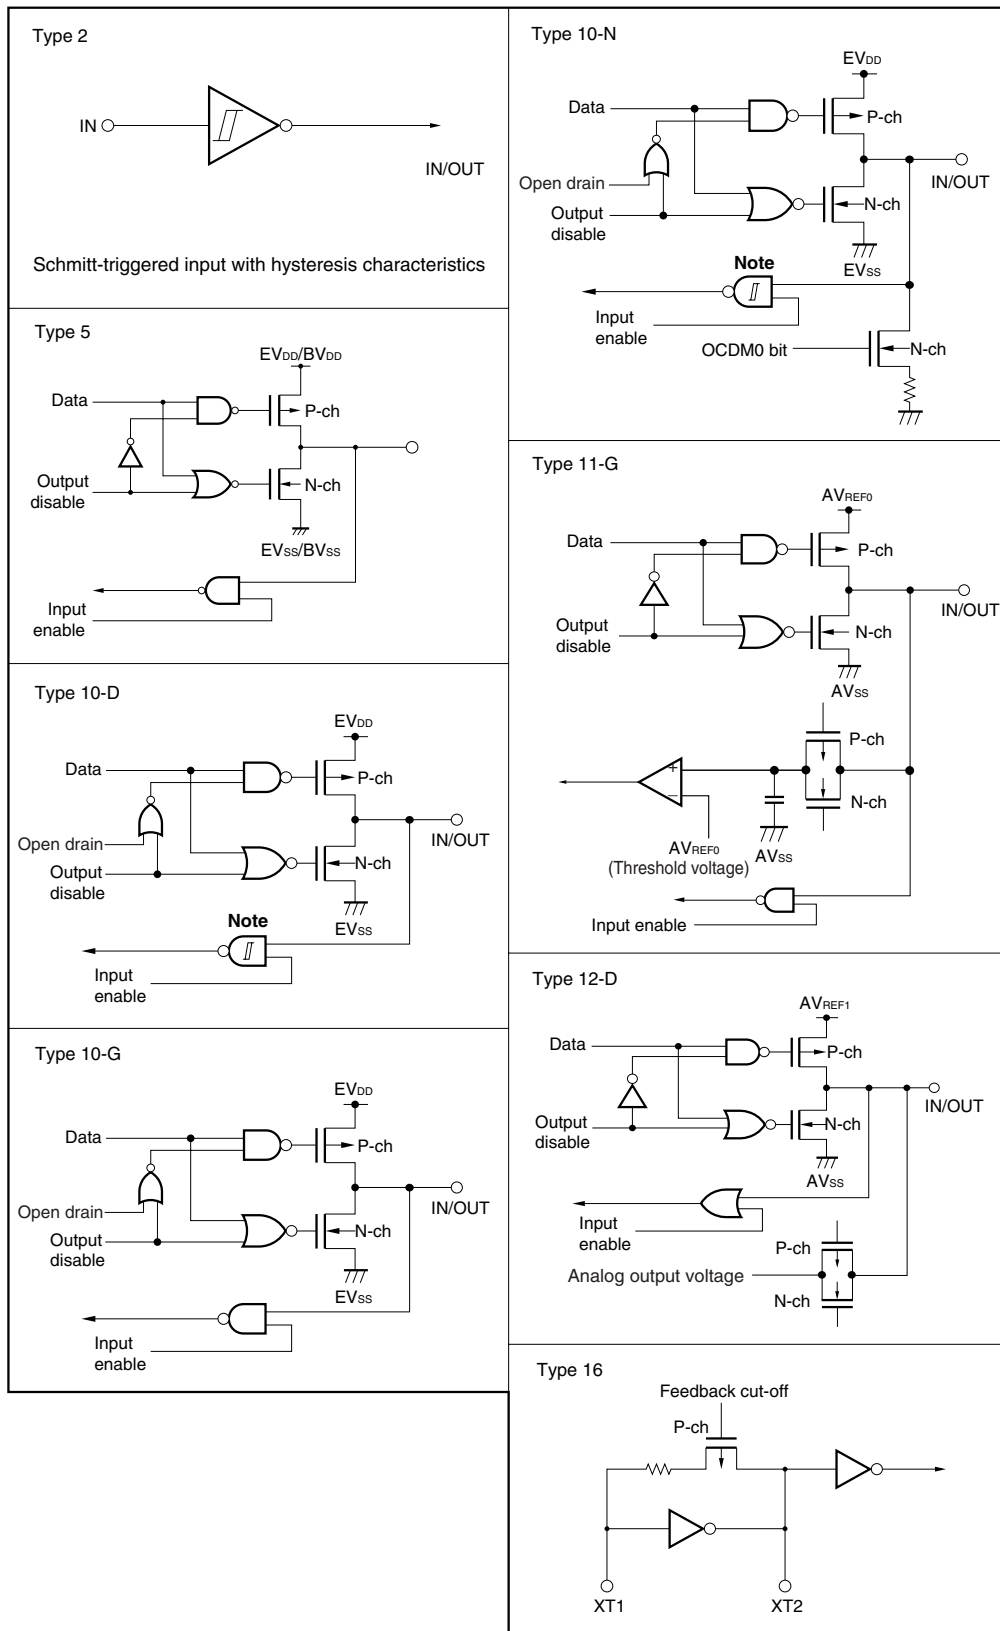 Type 2
IN
IN/OUT
Schmitt-triggered input with hysteresis characteristics
Type 5
EVDD/BVDD
Data
P-ch
Output
disable
N-ch
EVSS/BVSS
Input
enable
Type 10-D
EVDD
Data
P-ch
Open drain
IN/OUT
Output
disable
N-ch
Note
EVSS
Input
enable
Type 10-G
EVDD
Data
P-ch
Open drain
IN/OUT
Output
disable
N-ch
EVSS
Input
enable
Type 10-N
EVDD
Data
P-ch
Open drain
IN/OUT
Output
disable
N-ch
Note
EVSS
Input
enable
OCDM0 bit
N-ch
Type 11-G
AVREF0
Data
P-ch
IN/OUT
Output
disable
N-ch
AVSS
P-ch
+
−
N-ch
AVREF0
(Threshold voltage)
AVSS
Input enable
Type 12-D
AVREF1
Data
P-ch
IN/OUT
Output
disable
N-ch
AVSS
Input
enable
P-ch
Analog output voltage
N-ch
Type 16
Feedback cut-off
P-ch
XT1
XT2